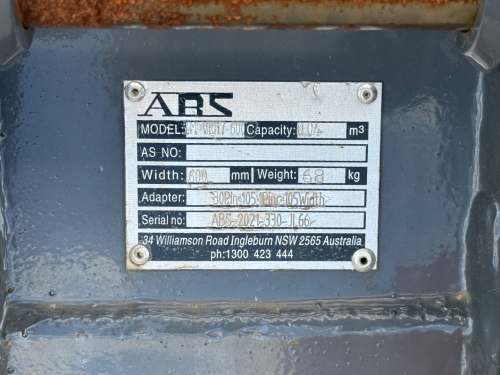 ABS
MODEL: Capacity: m³
AS NO:
Width: 600 mm Weight: 68 kg
Adapter:
Serial no: ABS-2021-330-
34 Williamson Road Ingleburn NSW 2565 Australia
ph:1300 423 444